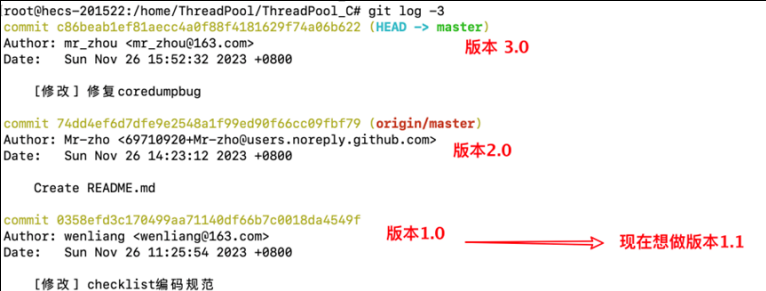 root@hecs-201522:/home/ThreadPool/ThreadPool_C# git log -3
commit c86beab1ef81aecc4a0f88f4181629f74a06b622 (HEAD -> master)
Author: mr_zhou <mr_zhou@163.com> 版本 3.0
Date:   Sun Nov 26 15:52:32 2023 +0800
[修改] 修复coredumpbug
commit 74dd4ef6d7dfe9e2548a1f99ed90f66cc09fbf79 (origin/master)
Author: Mr-zho <69710920+Mr-zho@users.noreply.github.com> 版本2.0
Date:   Sun Nov 26 14:23:12 2023 +0800
Create README.md
commit 0358efd3c170499aa71140df66b7c0018da4549f
Author: wenliang <wenliang@163.com> 版本1.0 现在想做版本1.1
Date:   Sun Nov 26 11:25:54 2023 +0800
[修改] checklist编码规范